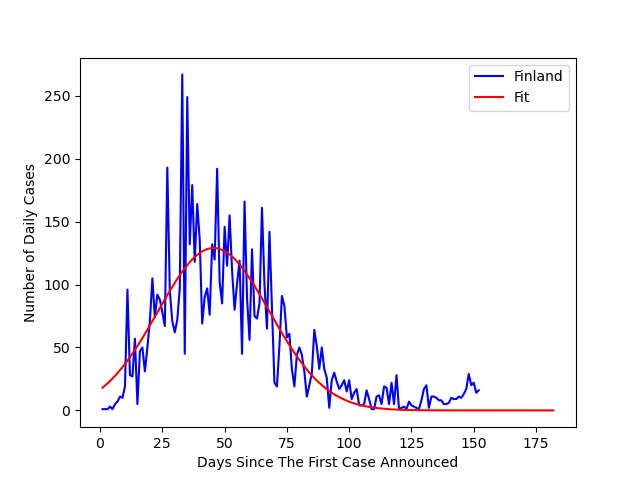 Finland
Fit
250
200
150
100
50
0
Number of Daily Cases
0 25 50 75 100 125 150 175
Days Since The First Case Announced